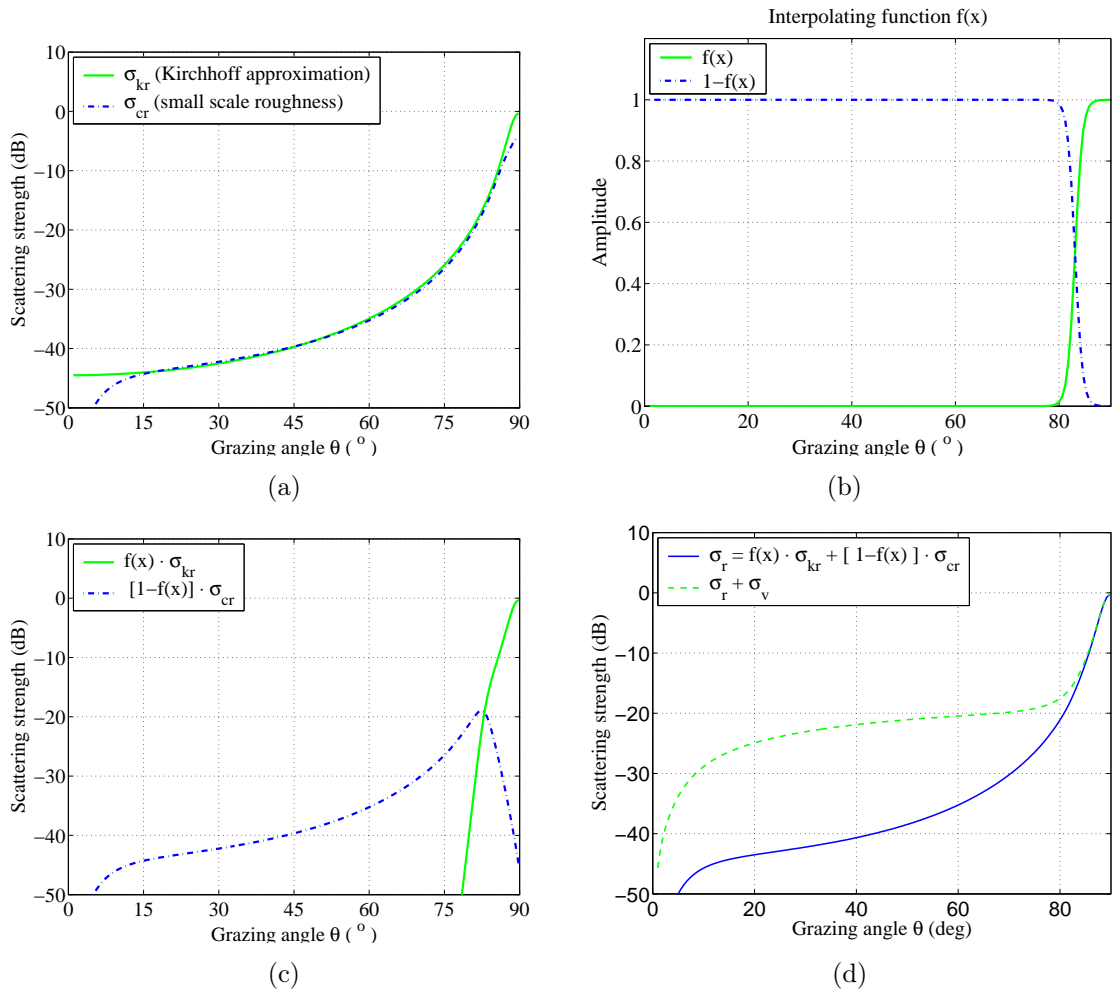 10
0
−10
−20
−30
−40
−50
Scattering strength (dB)
σkr (Kirchhoff approximation)
σcr (small scale roughness)
0 15 30 45 60 75 90
Grazing angle θ ( o )
(a)
Interpolating function f(x)
1
0.8
0.6
0.4
0.2
0
Amplitude
f(x)
1−f(x)
20 40 60 80
Grazing angle θ ( o )
(b)
10
0
−10
−20
−30
−40
−50
Scattering strength (dB)
f(x) · σkr
[1−f(x)] · σcr
0 15 30 45 60 75 90
Grazing angle θ ( o )
(c)
10
0
−10
−20
−30
−40
−50
Scattering strength (dB)
σr = f(x) · σkr + [ 1−f(x) ] · σcr
σr + σv
0 20 40 60 80
Grazing angle θ (deg)
(d)